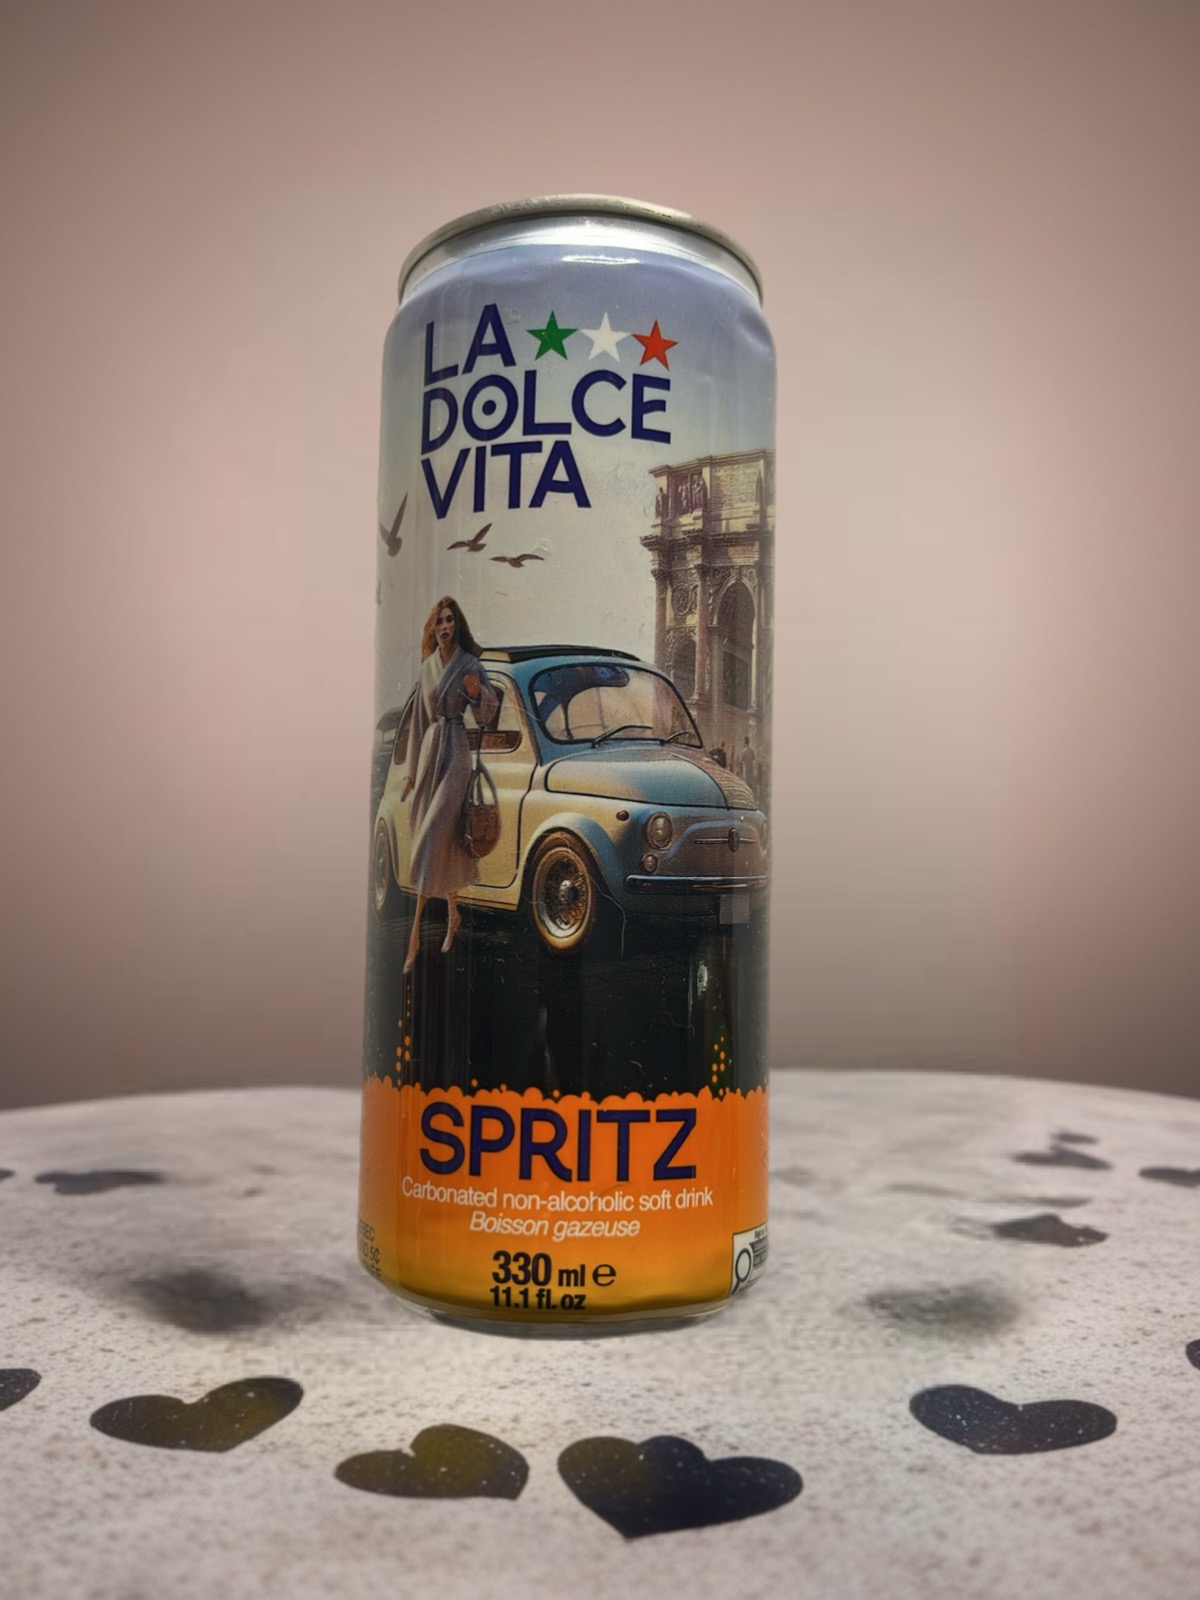 LA
DOLCE
VITA
SPRITZ
Carbonated non-alcoholic soft drink
Boisson gazeuse
330 ml e
11.1 fl. oz